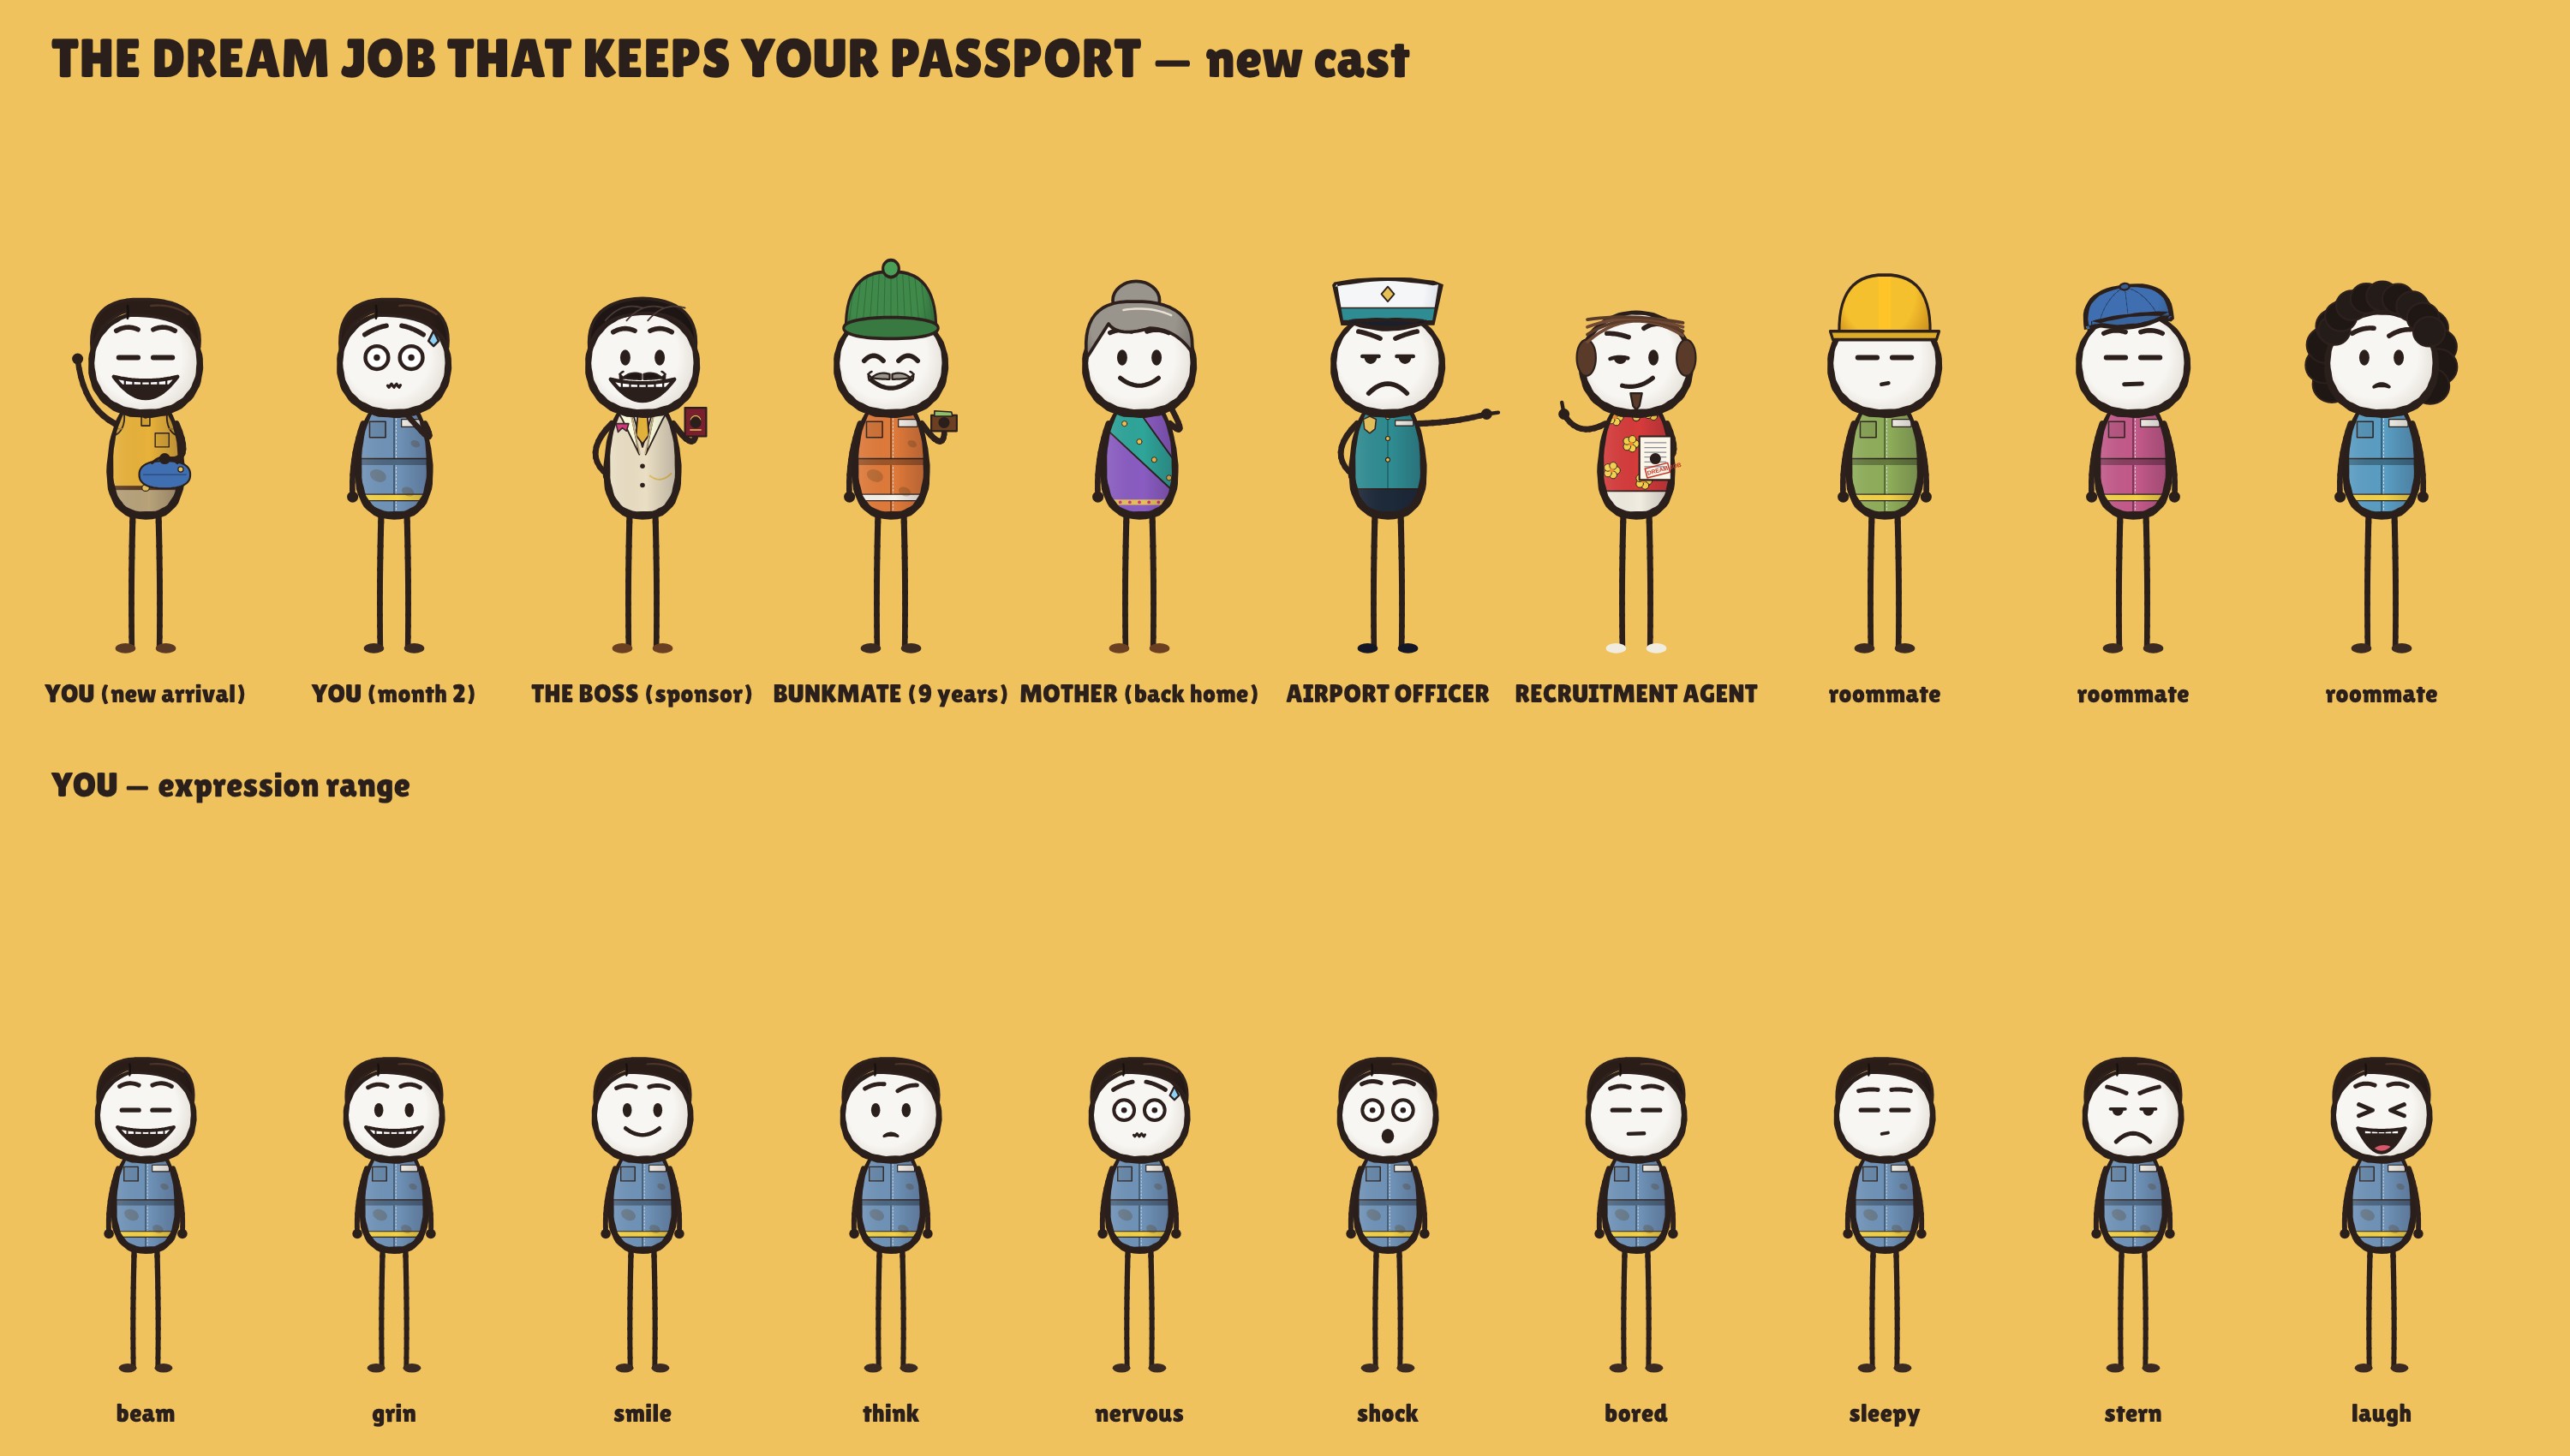 THE DREAM JOB THAT KEEPS YOUR PASSPORT — new cast
DREAM JOB
YOU (new arrival)
YOU (month 2)
THE BOSS (sponsor)
BUNKMATE (9 years)
MOTHER (back home)
AIRPORT OFFICER
RECRUITMENT AGENT
roommate
roommate
roommate
YOU — expression range
beam
grin
smile
think
nervous
shock
bored
sleepy
stern
laugh